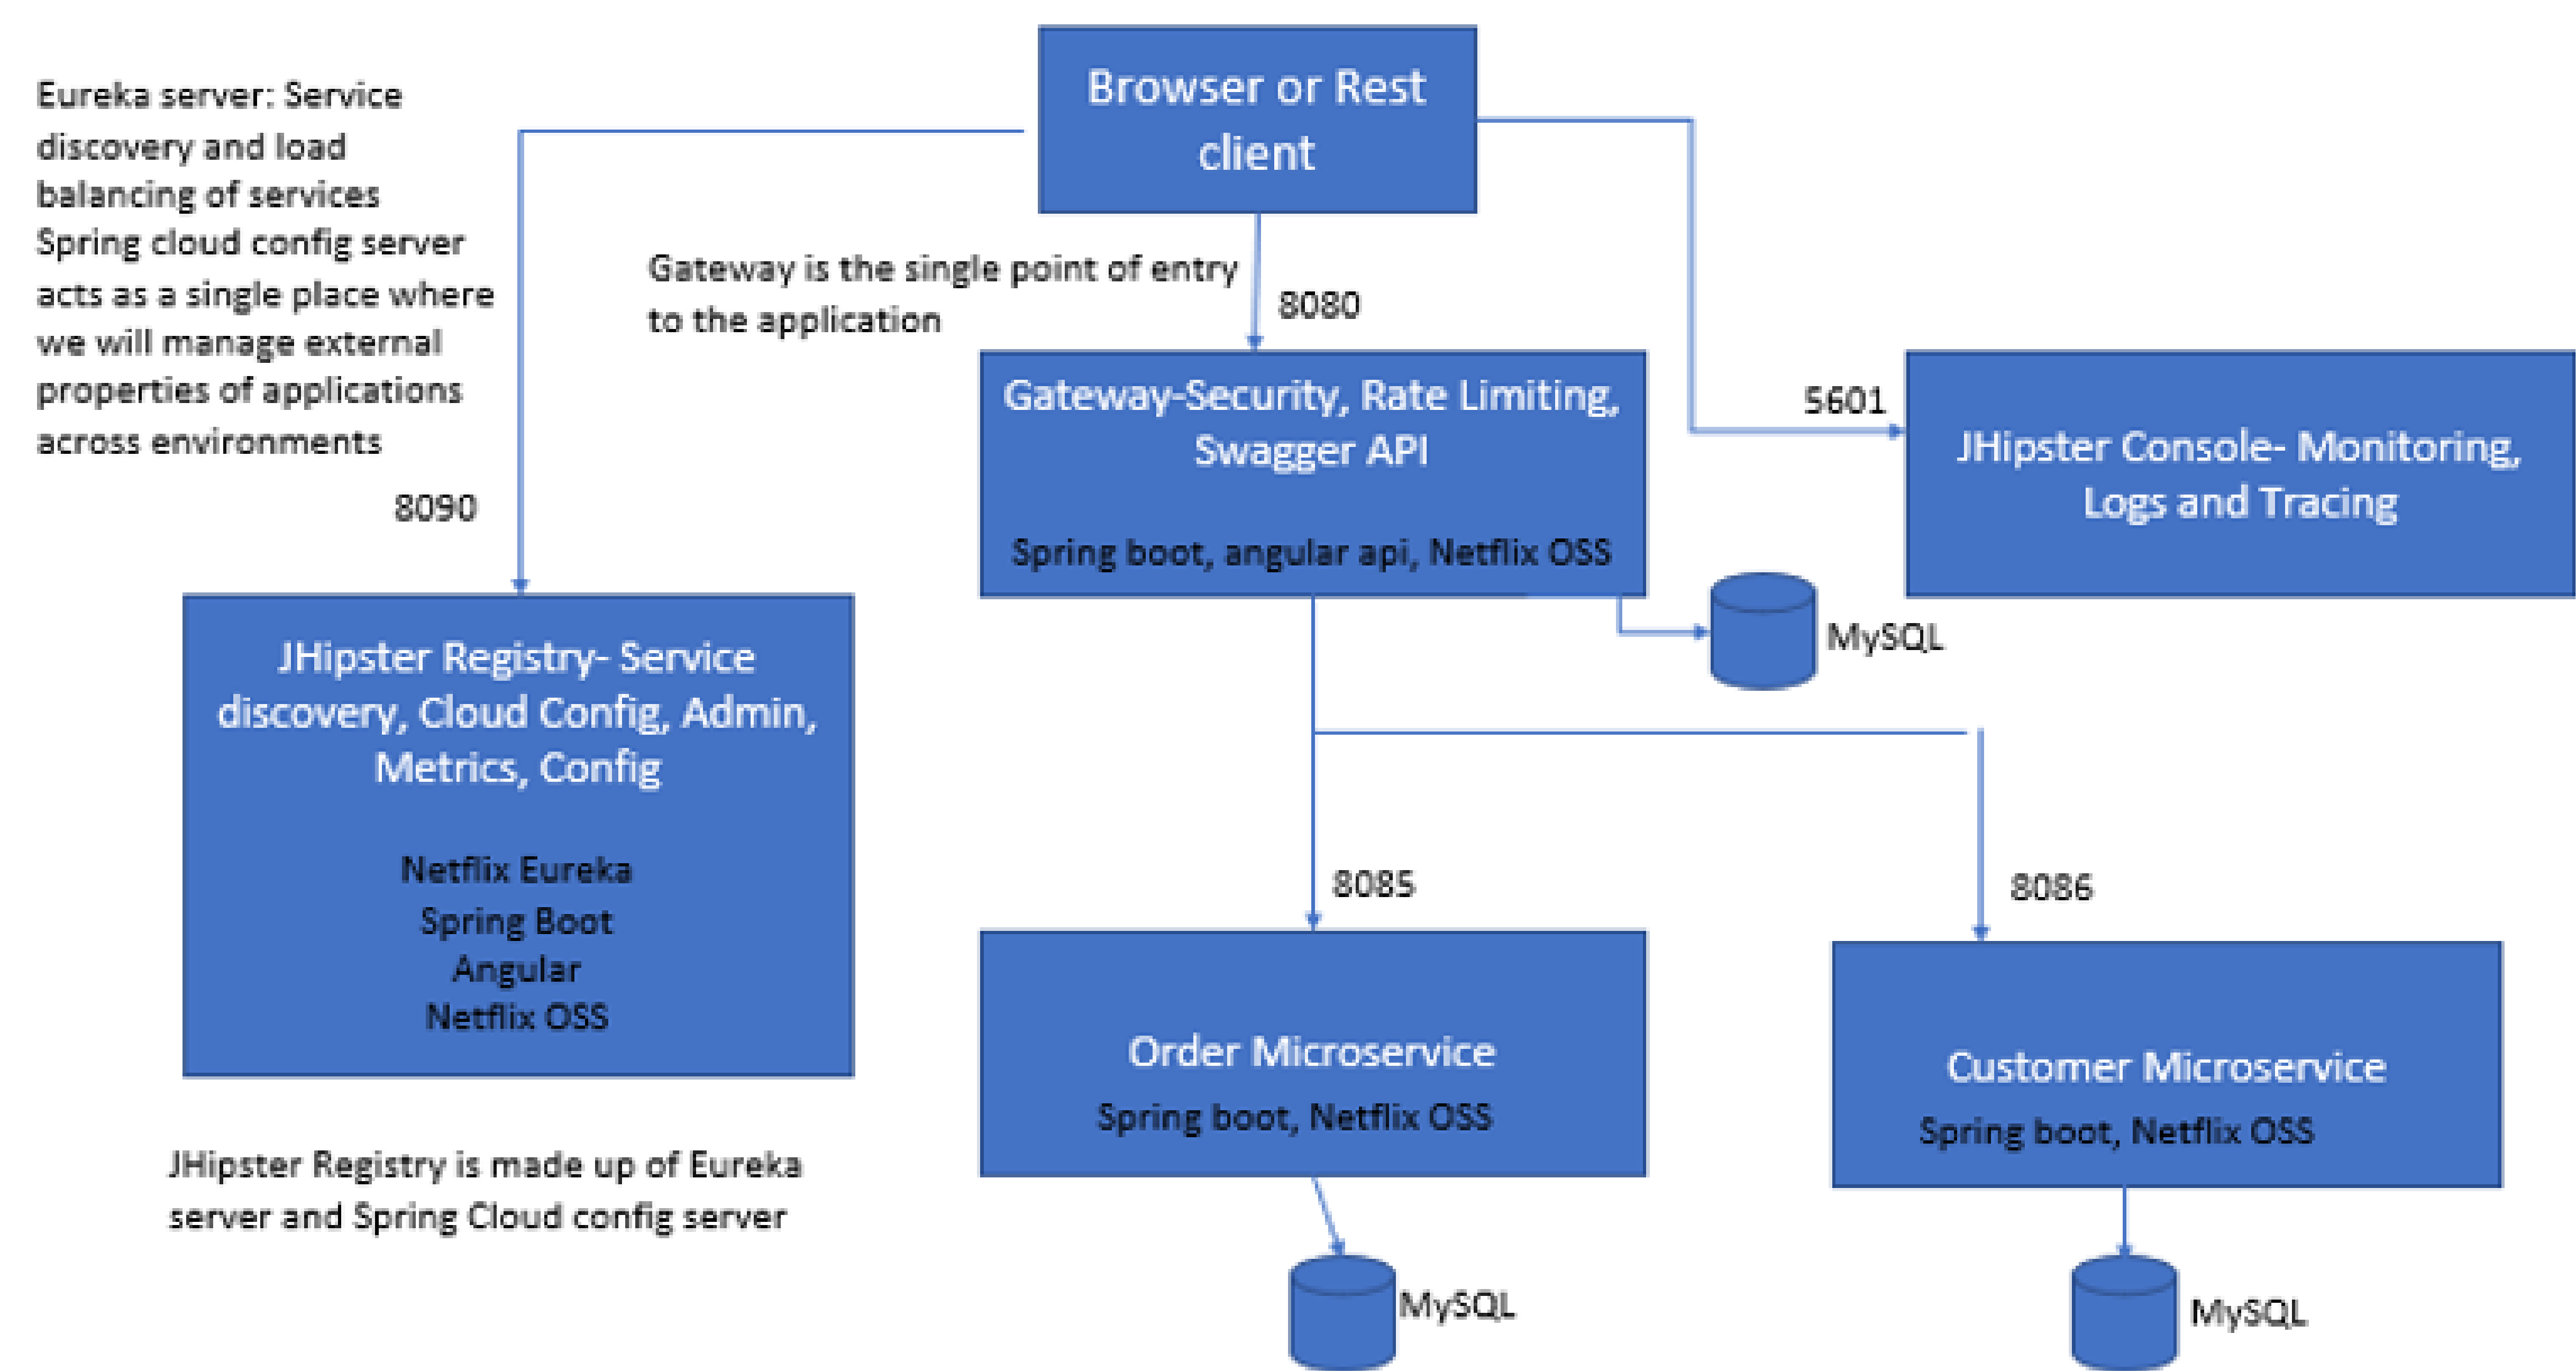 Browser or Rest
client
Eureka server: Service
discovery and load
balancing of services
Spring cloud config server
acts as a single place where
we will manage external
properties of applications
across environments
8090
Gateway is the single point of entry
to the application
8080
Gateway-Security, Rate Limiting,
Swagger API
Spring boot, angular api, Netflix OSS
5601
JHipster Console- Monitoring,
Logs and Tracing
MySQL
JHipster Registry- Service
discovery, Cloud Config, Admin,
Metrics, Config
Netflix Eureka
Spring Boot
Angular
Netflix OSS
8085
8086
Order Microservice
Spring boot, Netflix OSS
Customer Microservice
Spring boot, Netflix OSS
JHipster Registry is made up of Eureka
server and Spring Cloud config server
MySQL
MySQL